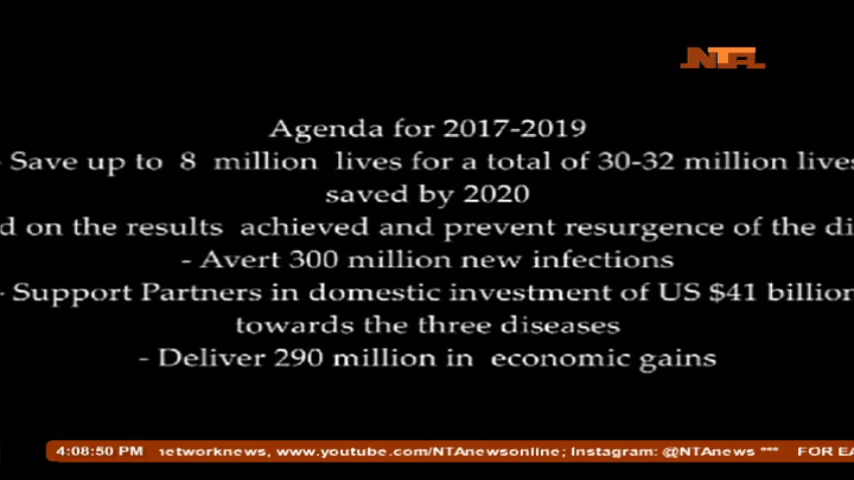 NTA
Agenda for 2017-2019
- Save up to 8 million lives for a total of 30-32 million lives
saved by 2020
on the results achieved and prevent resurgence of the
- Avert 300 million new infections
- Support Partners in domestic investment of US $41 billion
towards the three diseases
- Deliver 290 million in economic gains
4:08:50 PM networknews, www.youtube.com/NTAnewsonline; Instagram: @NTAnews *** FOR